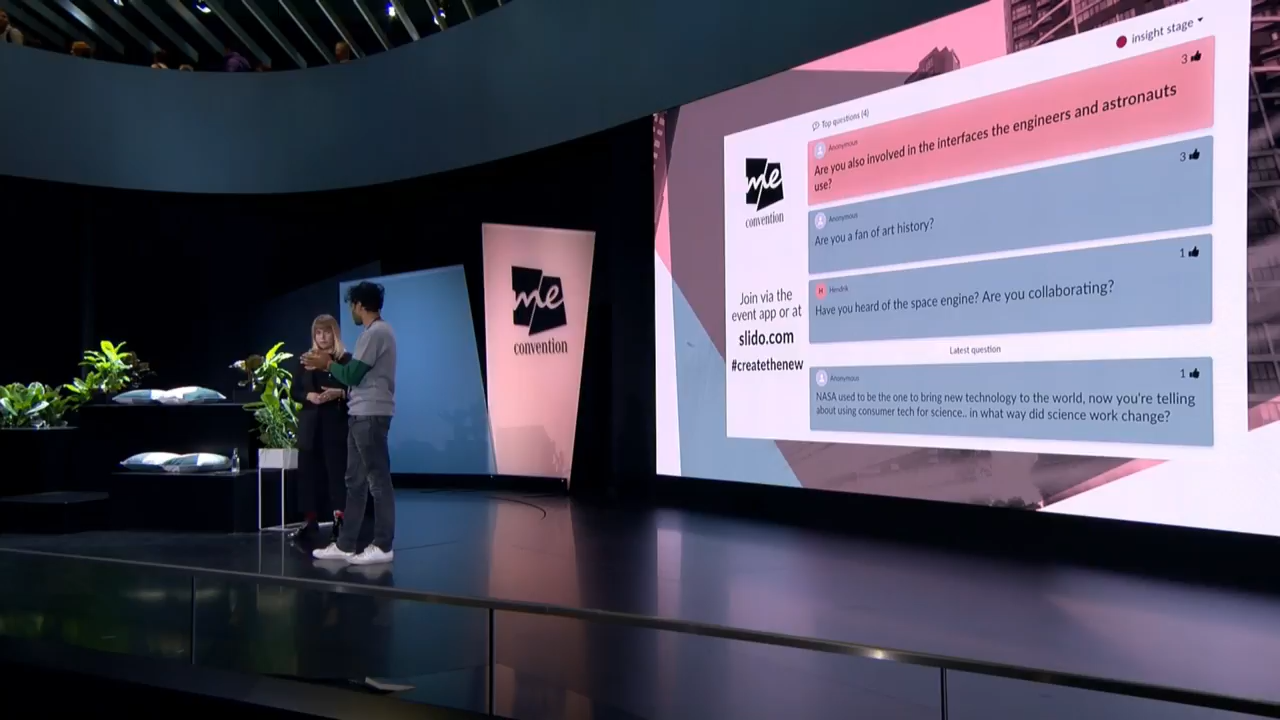 me
convention
insight stage
Top questions (4)
3
Anonymous
Are you also involved in the interfaces the engineers and astronauts
use?
3
Anonymous
Are you a fan of art history?
1
H
Hendrik
Have you heard of the space engine? Are you collaborating?
Latest question
1
Anonymous
NASA used to be the one to bring new technology to the world, now you're telling
about using consumer tech for science.. in what way did science work change?
me
convention
Join via the
event app or at
slido.com
#createthenew